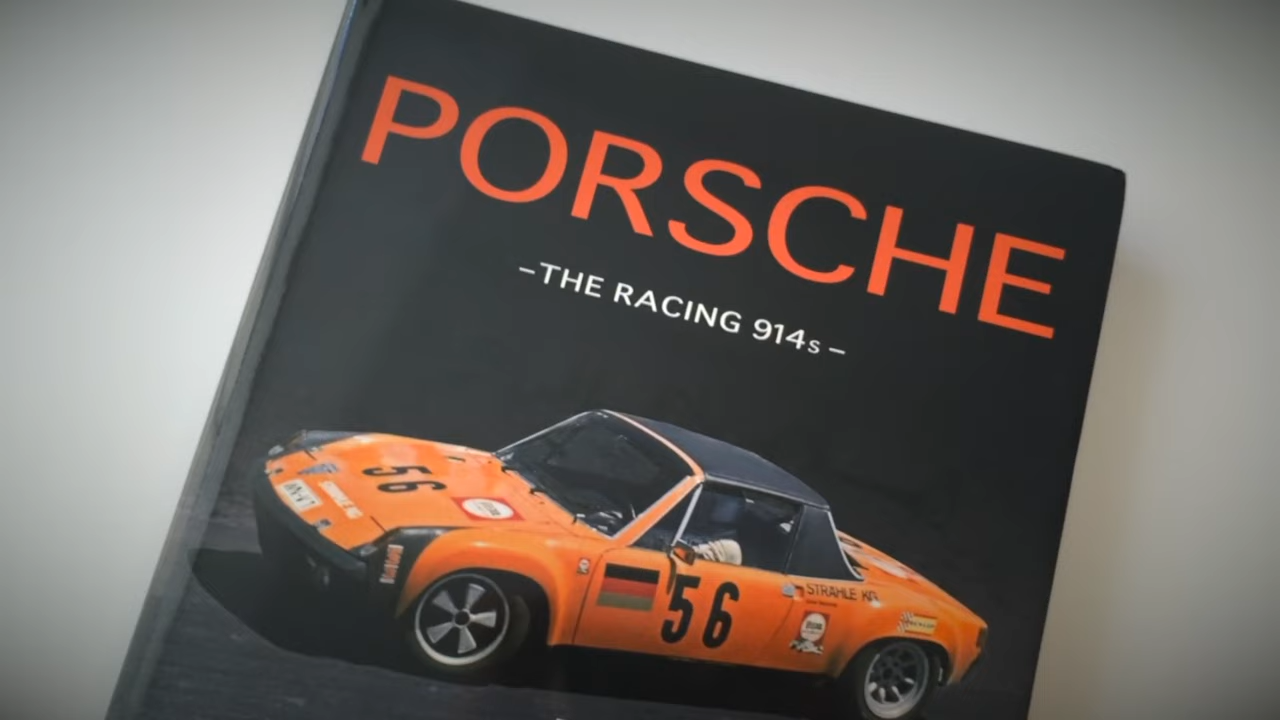 PORSCHE
–THE RACING 914s–
56
56
STRÄHLE KG